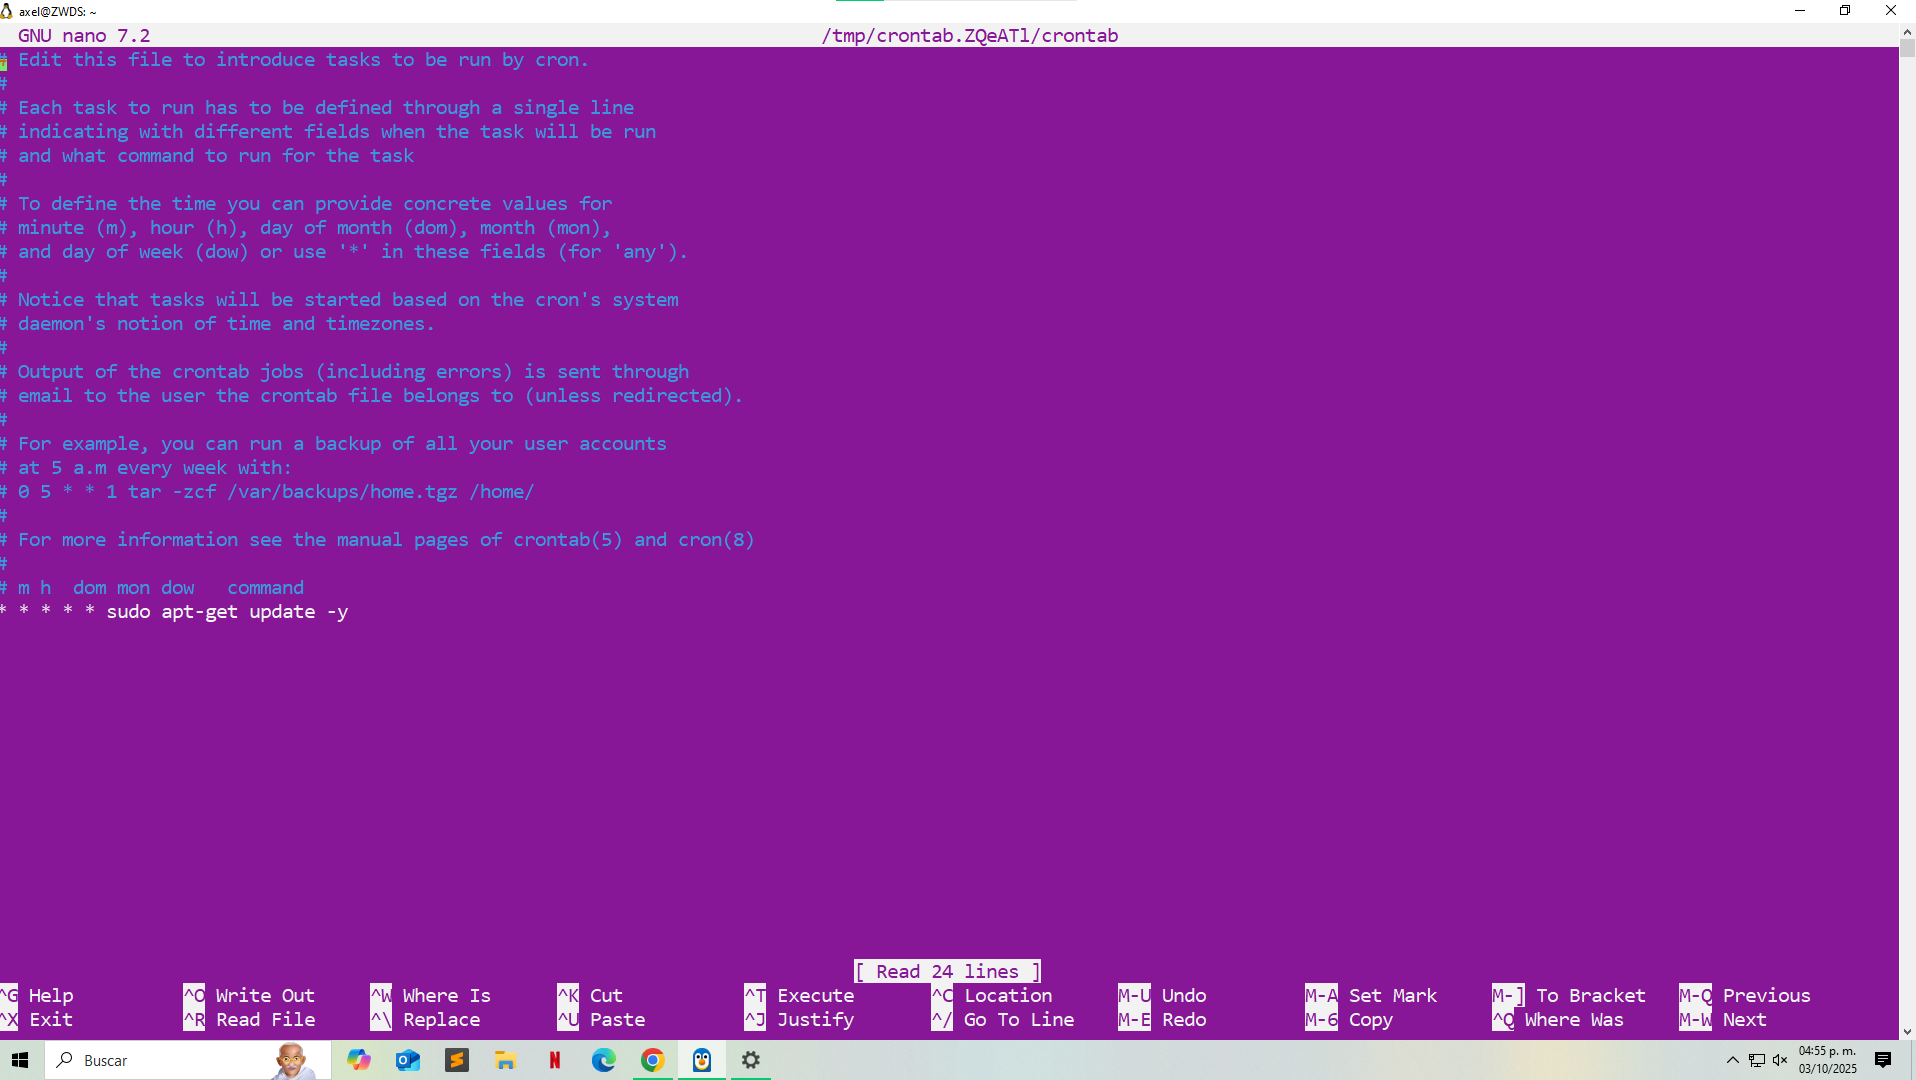 axel@ZWDS: ~
GNU nano 7.2 /tmp/crontab.ZQeATl/crontab
# Edit this file to introduce tasks to be run by cron.
#
# Each task to run has to be defined through a single line
# indicating with different fields when the task will be run
# and what command to run for the task
#
# To define the time you can provide concrete values for
# minute (m), hour (h), day of month (dom), month (mon),
# and day of week (dow) or use '*' in these fields (for 'any').
#
# Notice that tasks will be started based on the cron's system
# daemon's notion of time and timezones.
#
# Output of the crontab jobs (including errors) is sent through
# email to the user the crontab file belongs to (unless redirected).
#
# For example, you can run a backup of all your user accounts
# at 5 a.m every week with:
# 0 5 * * 1 tar -zcf /var/backups/home.tgz /home/
#
# For more information see the manual pages of crontab(5) and cron(8)
#
# m h  dom mon dow   command
* * * * * sudo apt-get update -y
[ Read 24 lines ]
^G Help ^O Write Out ^W Where Is ^K Cut ^T Execute ^C Location M-U Undo M-A Set Mark M-] To Bracket M-Q Previous
^X Exit ^R Read File ^\ Replace ^U Paste ^J Justify ^/ Go To Line M-E Redo M-6 Copy ^Q Where Was M-W Next
Buscar
04:55 p. m.
03/10/2025